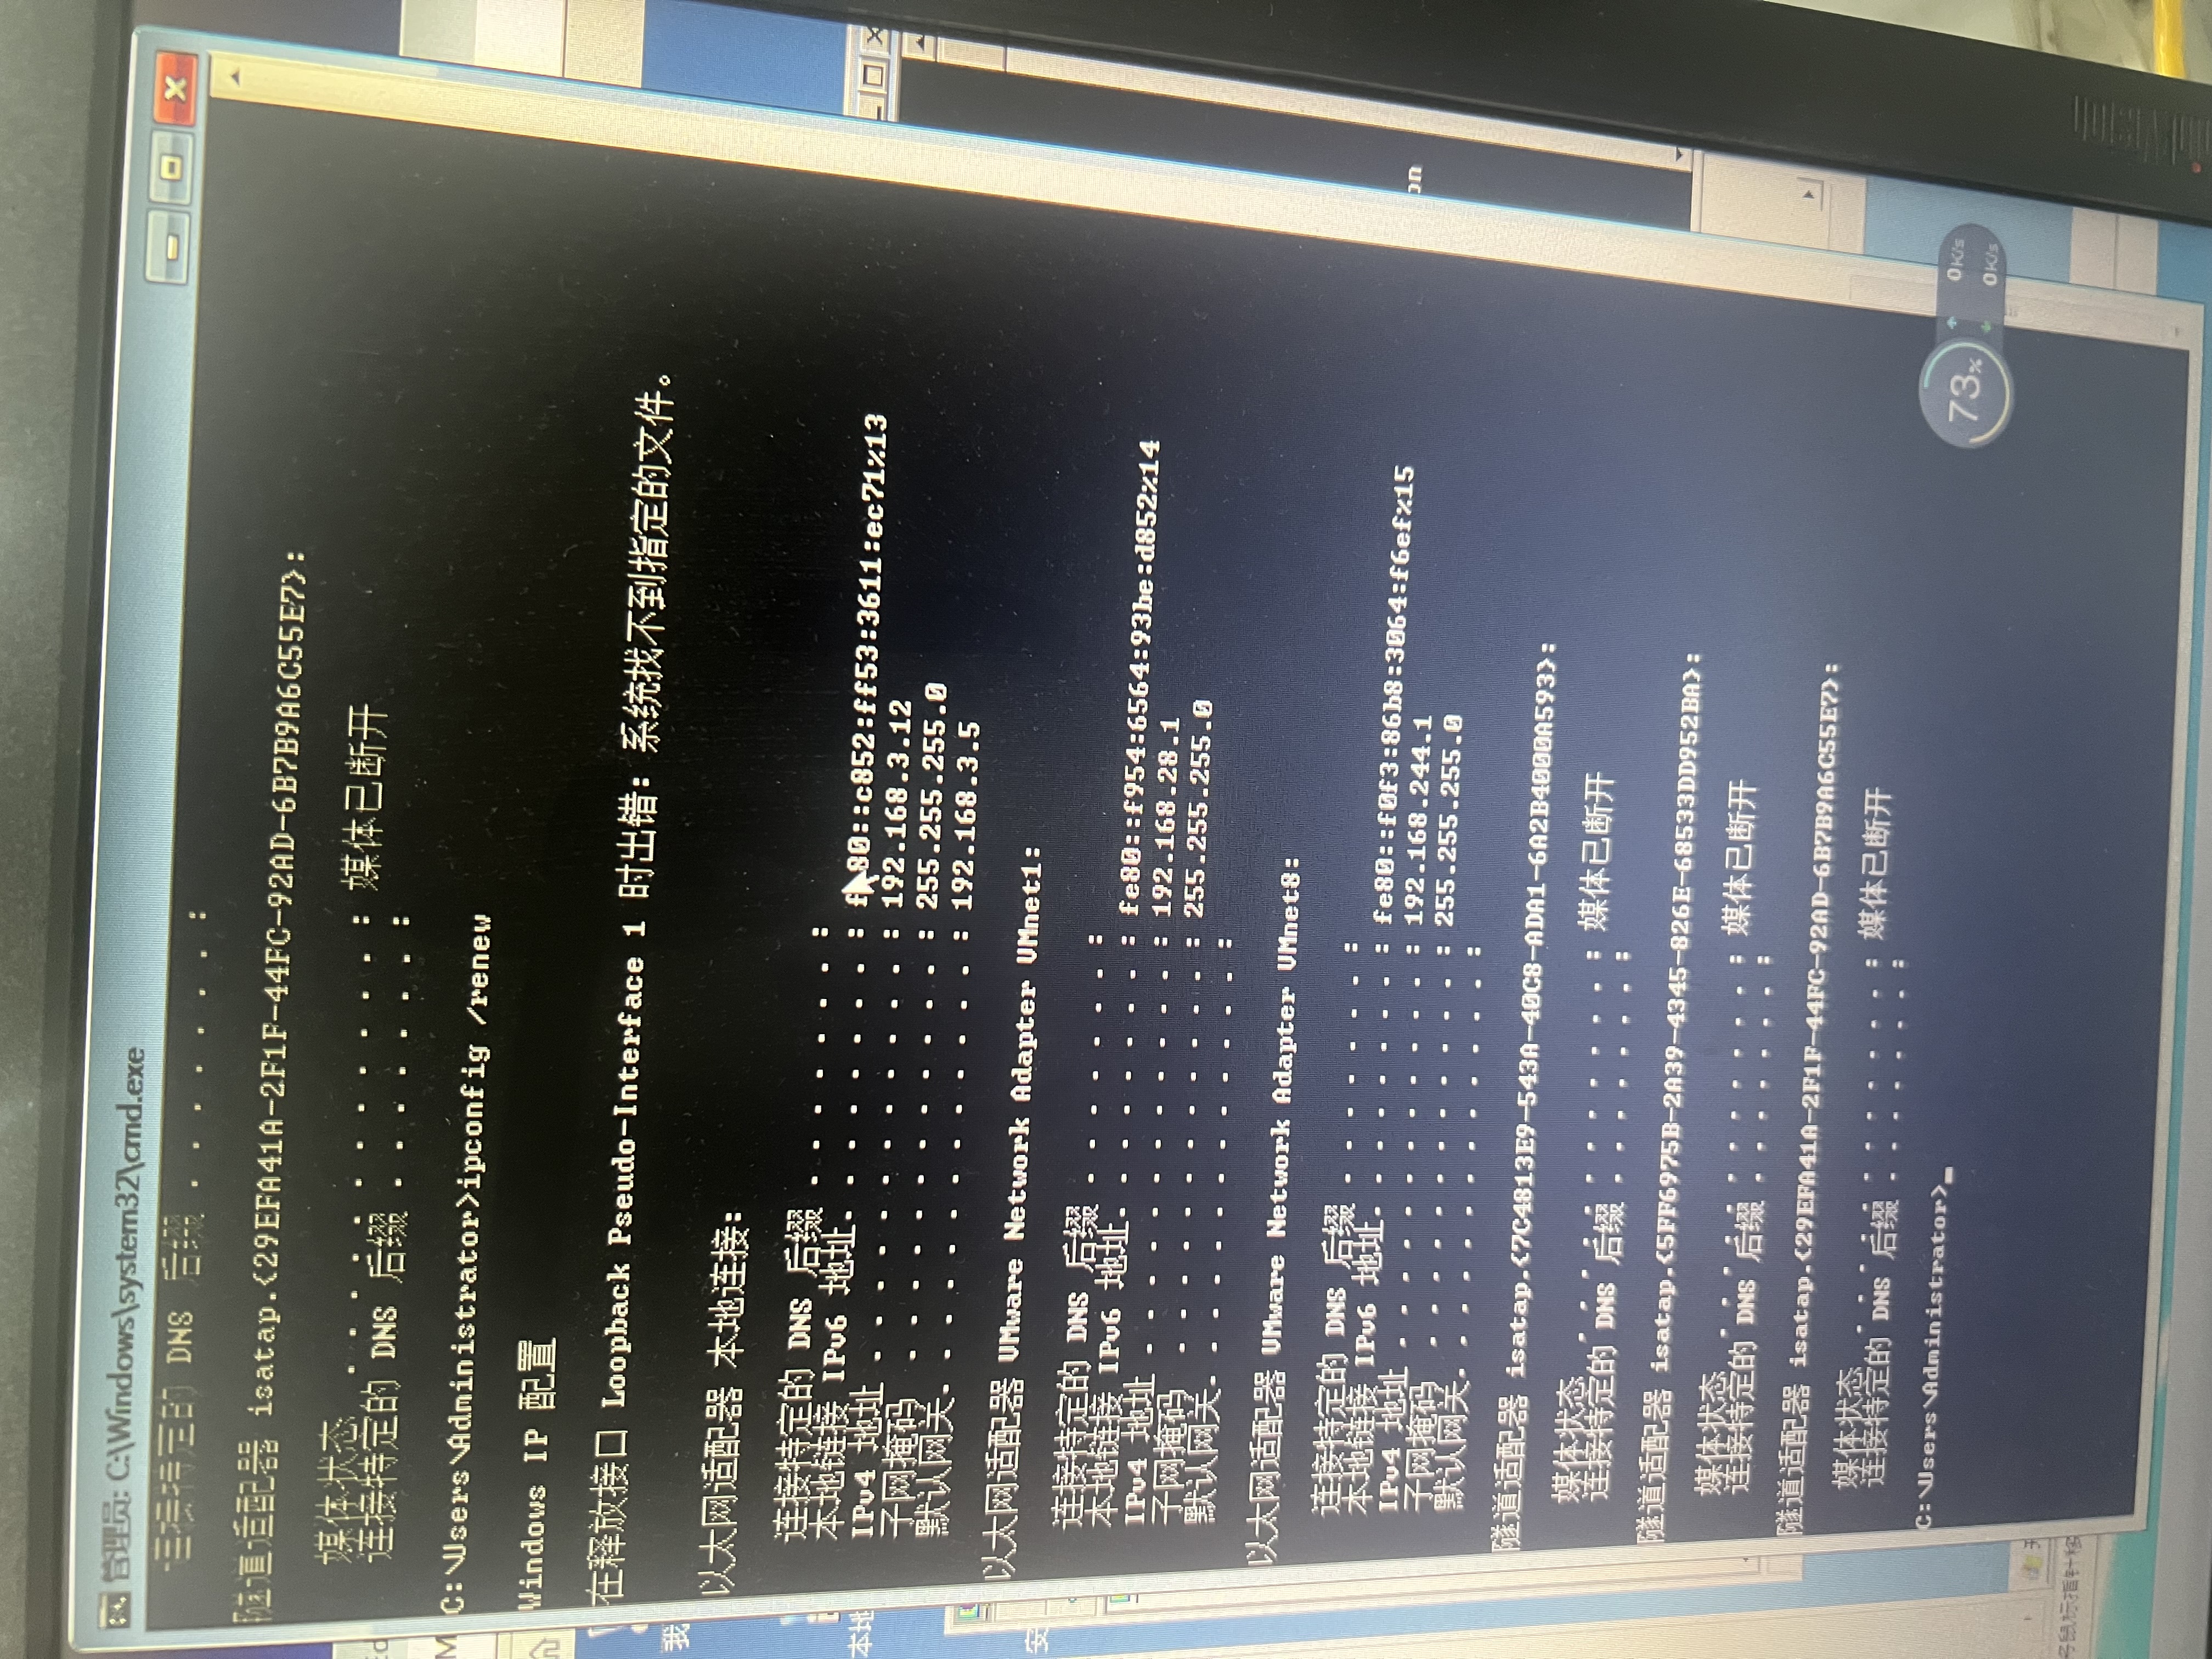 管理员: C:\Windows\system32\cmd.exe
连接特定的 DNS 后缀 . . . . . . . :
隧道适配器 isatap.{29EFA41A-2F1F-44FC-92AD-6B7B9A6C55E7}:
媒体状态 . . . . . . . . . . . . : 媒体已断开
连接特定的 DNS 后缀 . . . . . . . :
C:\Users\Administrator>ipconfig /renew
Windows IP 配置
在释放接口 Loopback Pseudo-Interface 1 时出错: 系统找不到指定的文件。
以太网适配器 本地连接:
连接特定的 DNS 后缀 . . . . . . . :
本地链接 IPv6 地址. . . . . . . . : fe80::c852:ff53:3611:ec71%13
IPv4 地址 . . . . . . . . . . . . : 192.168.3.12
子网掩码 . . . . . . . . . . . . : 255.255.255.0
默认网关. . . . . . . . . . . . . : 192.168.3.5
以太网适配器 VMware Network Adapter VMnet1:
连接特定的 DNS 后缀 . . . . . . . :
本地链接 IPv6 地址. . . . . . . . : fe80::f954:6564:93be:d852%14
IPv4 地址 . . . . . . . . . . . . : 192.168.28.1
子网掩码 . . . . . . . . . . . . : 255.255.255.0
默认网关. . . . . . . . . . . . . :
以太网适配器 VMware Network Adapter VMnet8:
连接特定的 DNS 后缀 . . . . . . . :
本地链接 IPv6 地址. . . . . . . . : fe80::f0f3:86b8:3064:f6ef%15
IPv4 地址 . . . . . . . . . . . . : 192.168.244.1
子网掩码 . . . . . . . . . . . . : 255.255.255.0
默认网关. . . . . . . . . . . . . :
隧道适配器 isatap.{7C4813E9-543A-40C8-ADA1-6A2B4000A593}:
媒体状态 . . . . . . . . . . . . : 媒体已断开
连接特定的 DNS 后缀 . . . . . . . :
隧道适配器 isatap.{5FF6975B-2A39-4345-826E-68533DD952BA}:
媒体状态 . . . . . . . . . . . . : 媒体已断开
连接特定的 DNS 后缀 . . . . . . . :
隧道适配器 isatap.{29EFA41A-2F1F-44FC-92AD-6B7B9A6C55E7}:
媒体状态 . . . . . . . . . . . . : 媒体已断开
连接特定的 DNS 后缀 . . . . . . . :
C:\Users\Administrator>_
73%
0K/s
0K/s
我
本地
安
on
鼠标指针移